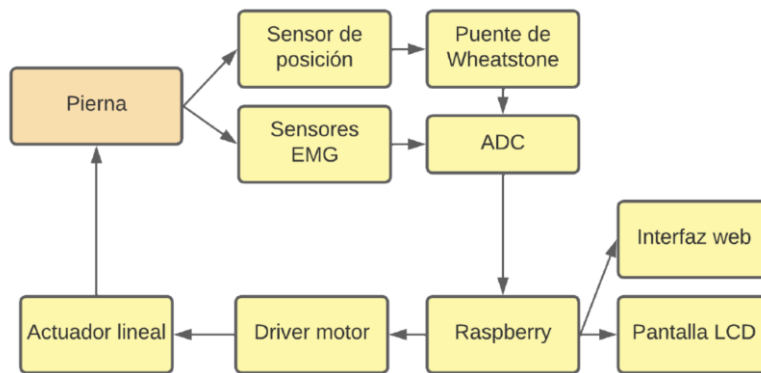 Sensor de
posición
Puente de
Wheatstone
Pierna
Sensores
EMG
ADC
Interfaz web
Actuador lineal
Driver motor
Raspberry
Pantalla LCD